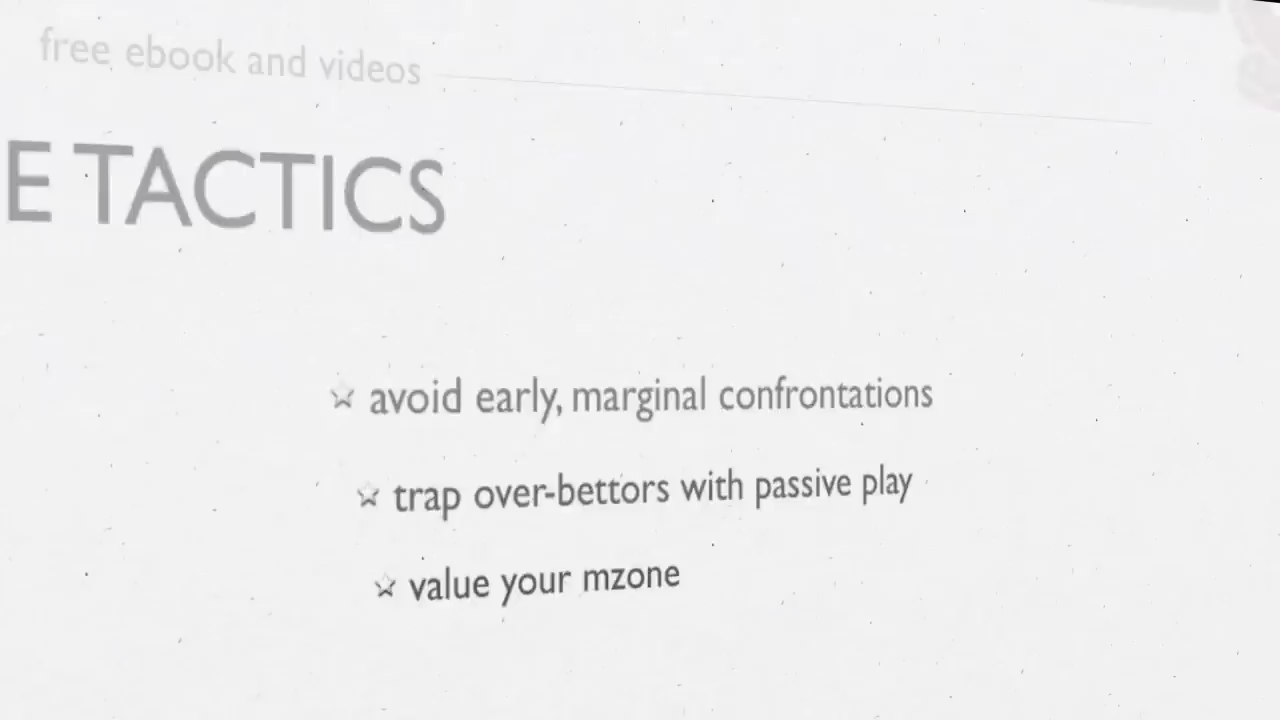 free ebook and videos
E TACTICS
avoid early, marginal confrontations
trap over-bettors with passive play
value your mzone